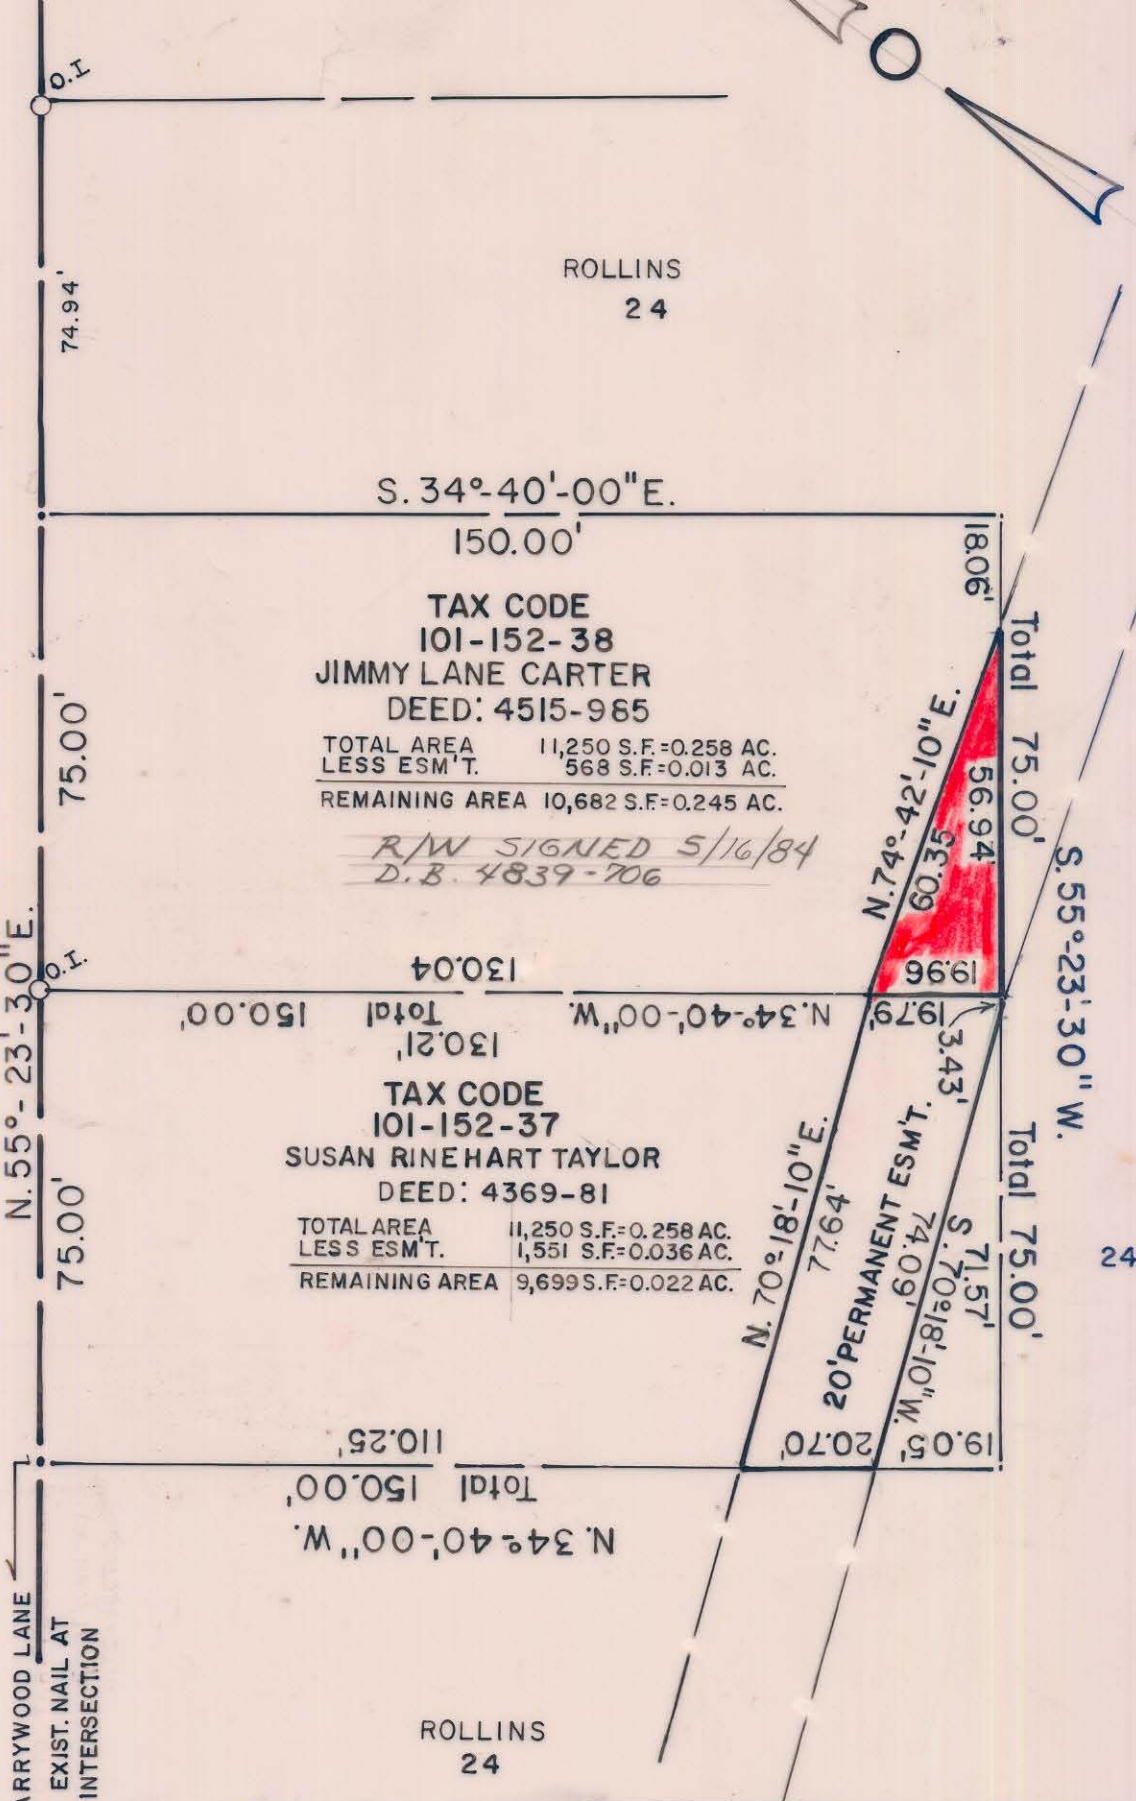 O.I
74.94'
ROLLINS
24
S. 34°-40'-00"E.
150.00'
18.06'
TAX CODE
101-152-38
JIMMY LANE CARTER
DEED: 4515-985
TOTAL AREA 11,250 S.F.=0.258 AC.
LESS ESM'T. 568 S.F.=0.013 AC.
REMAINING AREA 10,682 S.F.=0.245 AC.
R/W SIGNED 5/16/84
D.B. 4839-706
75.00'
Total 75.00'
N.74°-42'-10"E.
60.35'
56.94'
19.96
S.55°-23'-30" W.
N.55°-23'-30"E.
O.I.
130.04
N.34°-40'-00"W. Total 150.00'
130.21'
19.79'
3.43'
TAX CODE
101-152-37
SUSAN RINEHART TAYLOR
DEED: 4369-81
TOTAL AREA 11,250 S.F.=0.258 AC.
LESS ESM'T. 1,551 S.F.=0.036 AC.
REMAINING AREA 9,699 S.F.=0.022 AC.
75.00'
N. 70°-18'-10"E.
77.64'
20' PERMANENT ESM'T.
74.09'
S. 70°-18'-10"W.
71.57'
Total 75.00'
24
110.25'
20.70'
19.05'
Total 150.00'
N. 34°-40'-00"W.
ARRYWOOD LANE
EXIST. NAIL AT
INTERSECTION
ROLLINS
24